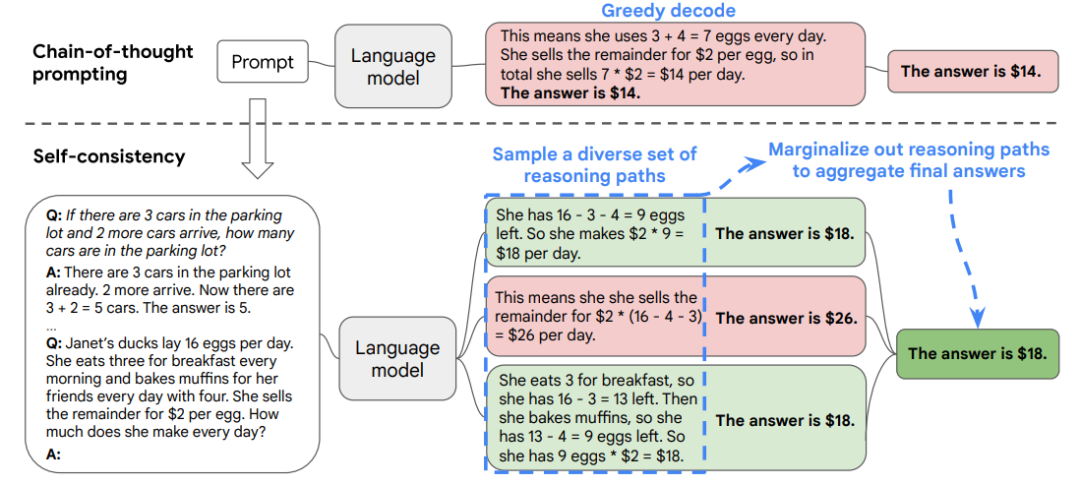 Greedy decode
Chain-of-thought
prompting
Prompt
Language
model
This means she uses 3 + 4 = 7 eggs every day.
She sells the remainder for $2 per egg, so in
total she sells 7 * $2 = $14 per day.
The answer is $14.
The answer is $14.
Self-consistency
Sample a diverse set of
reasoning paths
Marginalize out reasoning paths
to aggregate final answers
Q: If there are 3 cars in the parking
lot and 2 more cars arrive, how many
cars are in the parking lot?
A: There are 3 cars in the parking lot
already. 2 more arrive. Now there are
3 + 2 = 5 cars. The answer is 5.
...
Q: Janet's ducks lay 16 eggs per day.
She eats three for breakfast every
morning and bakes muffins for her
friends every day with four. She sells
the remainder for $2 per egg. How
much does she make every day?
A:
Language
model
She has 16 - 3 - 4 = 9 eggs
left. So she makes $2 * 9 =
$18 per day.
The answer is $18.
This means she she sells the
remainder for $2 * (16 - 4 - 3)
= $26 per day.
The answer is $26.
She eats 3 for breakfast, so
she has 16 - 3 = 13 left. Then
she bakes muffins, so she
has 13 - 4 = 9 eggs left. So
she has 9 eggs * $2 = $18.
The answer is $18.
The answer is $18.